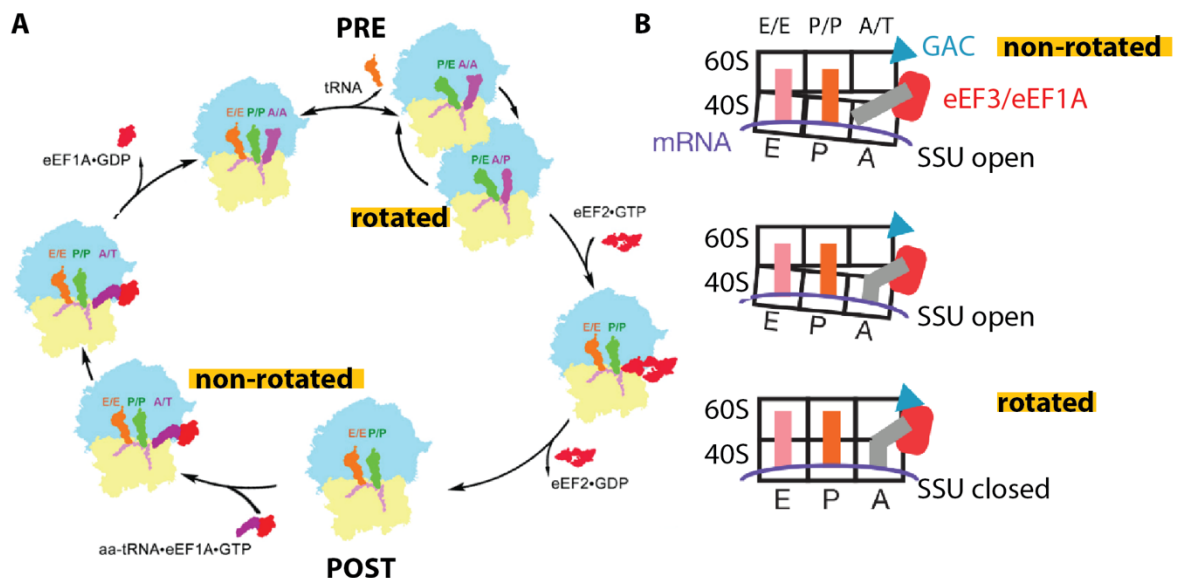 A
PRE
tRNA
P/E A/A
E/E P/P A/A
eEF1A•GDP
P/E A/P
rotated
eEF2•GTP
E/E P/P A/T
E/E P/P
non-rotated
E/E P/P A/T
E/E P/P
eEF2•GDP
aa-tRNA•eEF1A•GTP
POST
B
E/E P/P A/T
GAC non-rotated
60S
40S
eEF3/eEF1A
mRNA
E P A
SSU open
60S
40S
E P A
SSU open
rotated
60S
40S
E P A
SSU closed